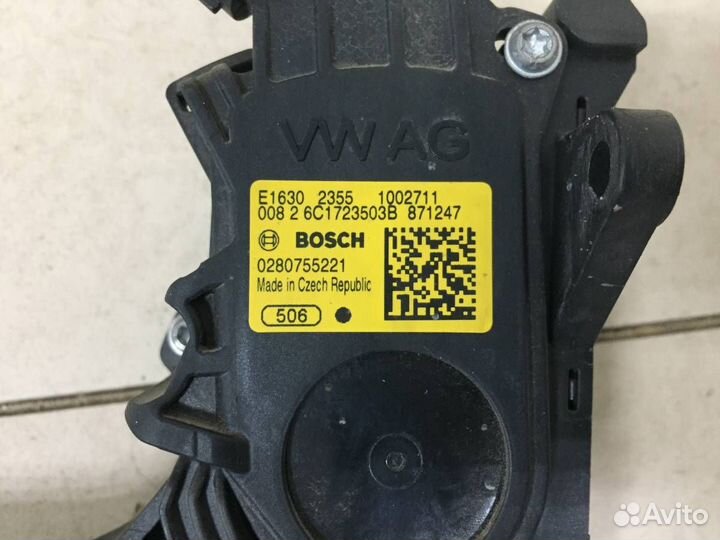 VW AG
E1630 2355 1002711
008 2 6C1723503B 871247
BOSCH
0280755221
Made in Czech Republic
506
Avito